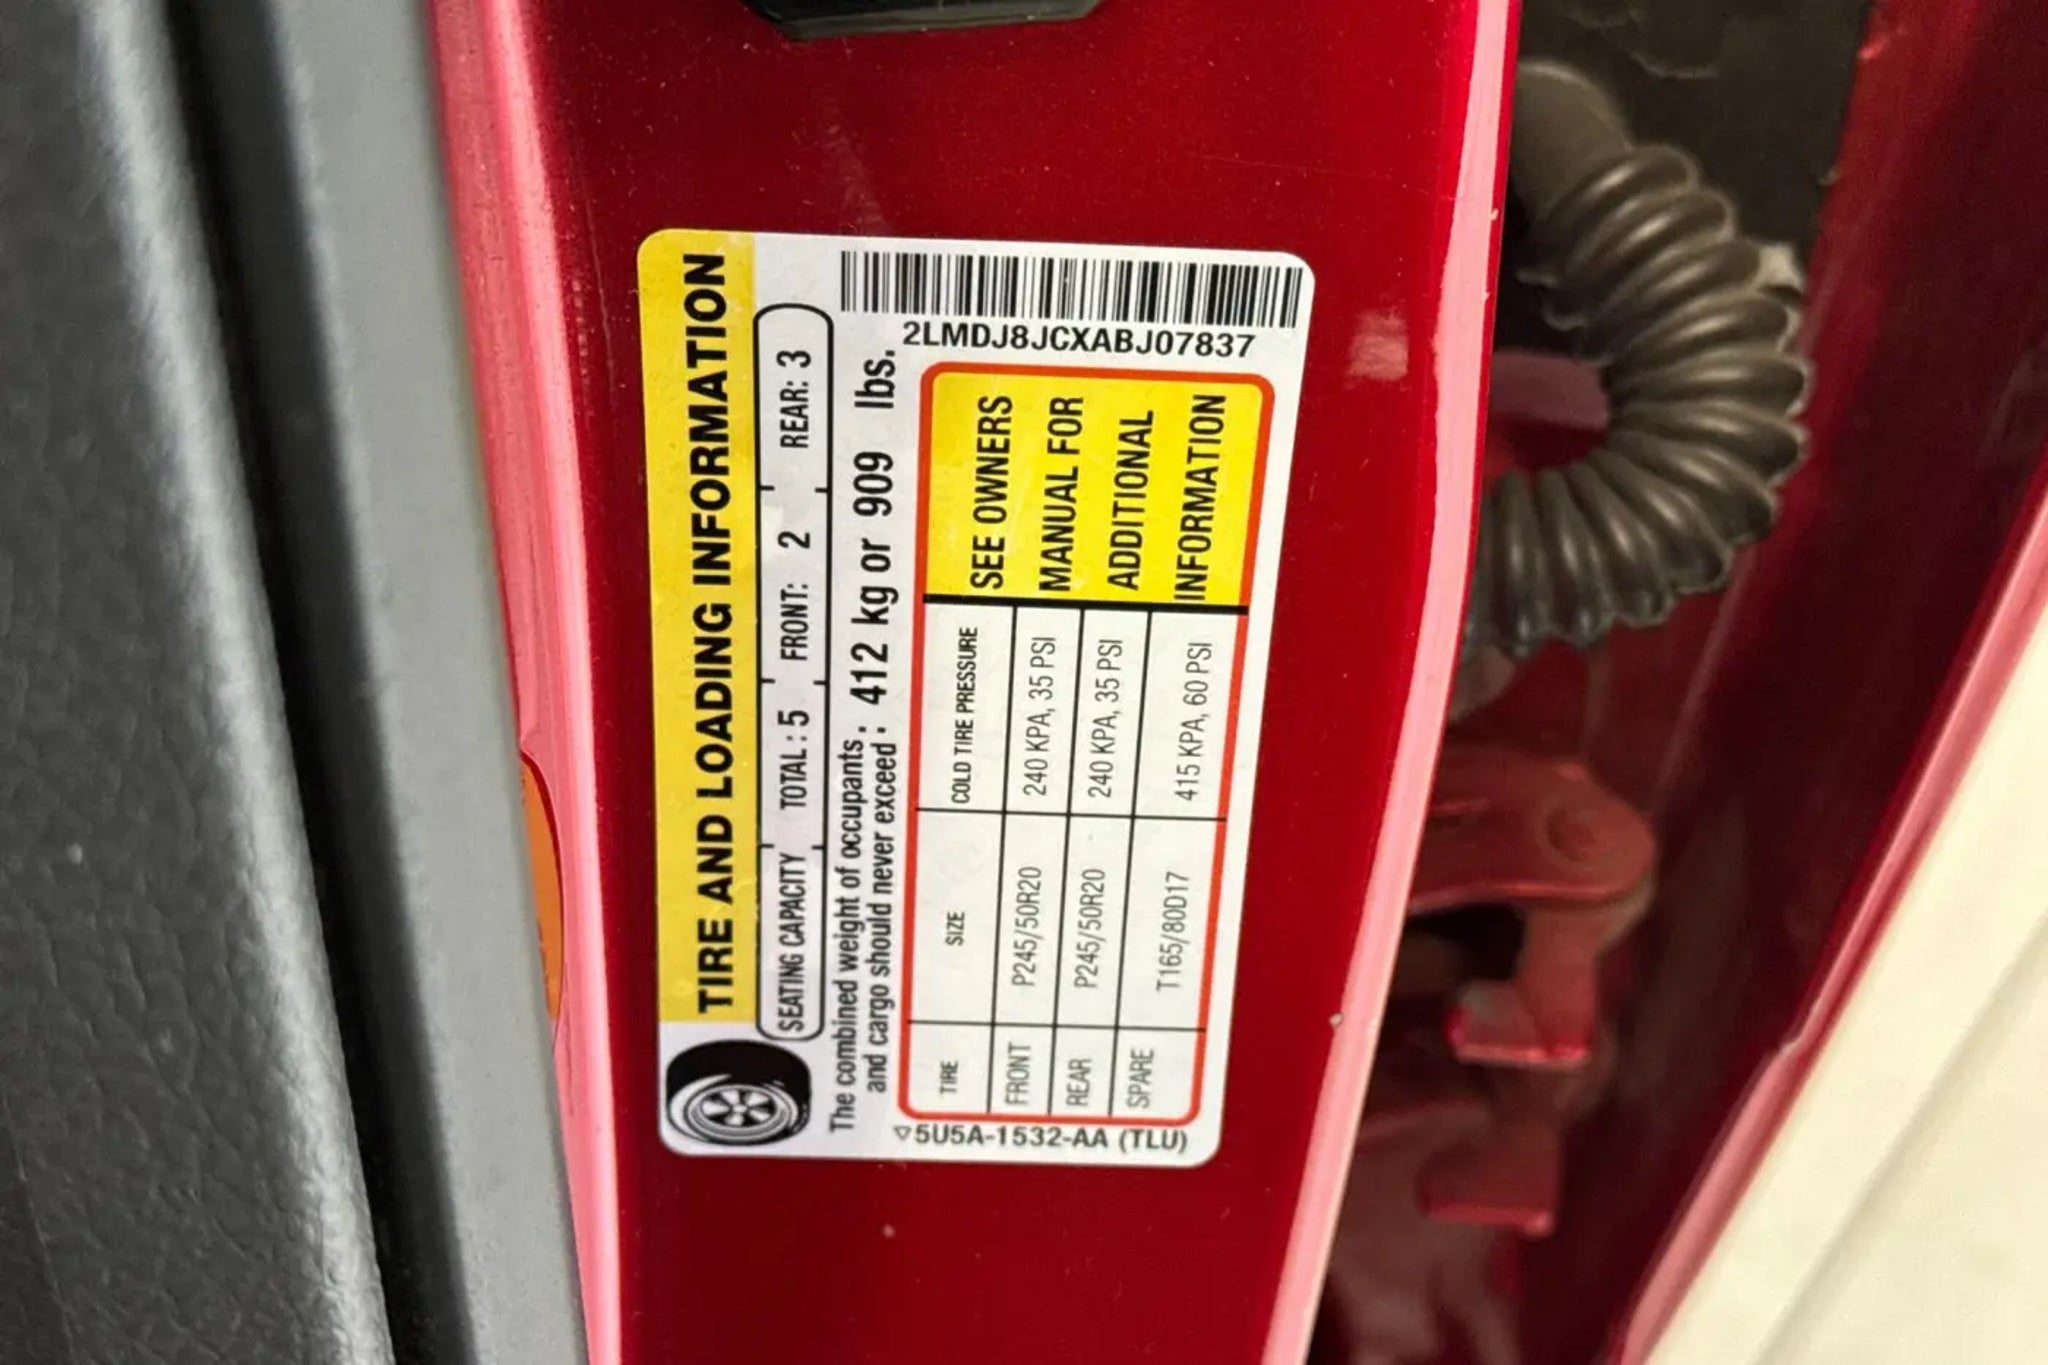 TIRE AND LOADING INFORMATION
SEATING CAPACITY TOTAL : 5 FRONT: 2 REAR: 3
The combined weight of occupants
and cargo should never exceed : 412 kg or 909 lbs.
TIRE SIZE COLD TIRE PRESSURE
FRONT P245/50R20 240 KPA, 35 PSI
REAR P245/50R20 240 KPA, 35 PSI
SPARE T165/80D17 415 KPA, 60 PSI
SEE OWNERS
MANUAL FOR
ADDITIONAL
INFORMATION
5U5A-1532-AA (TLU)
2LMDJ8JCXABJ07837